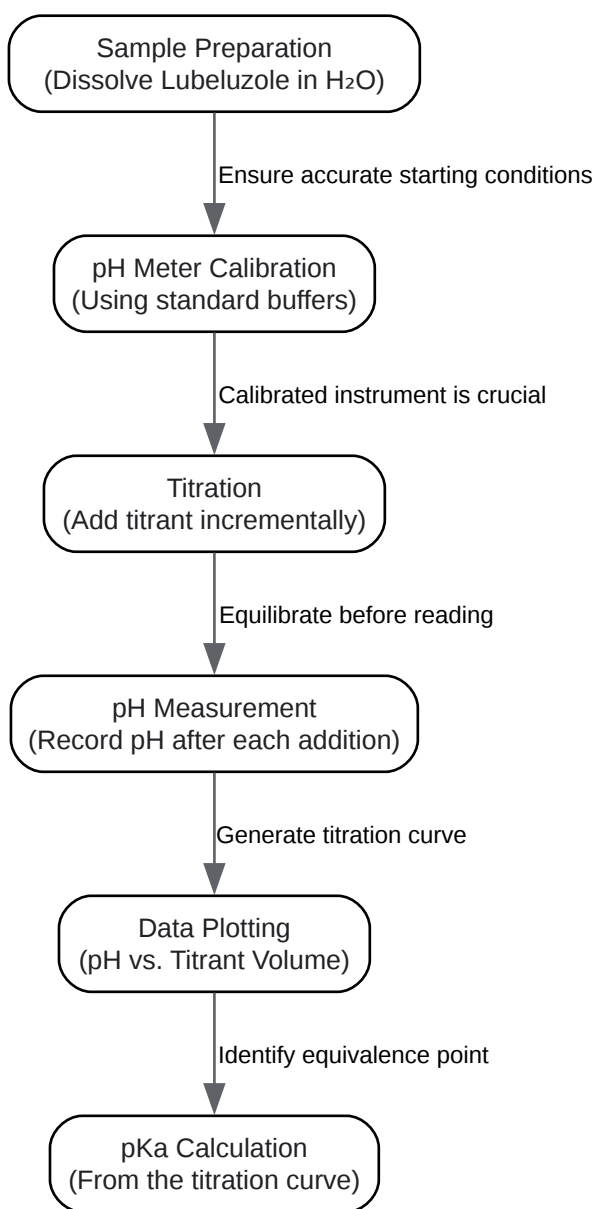 Sample Preparation
(Dissolve Lubeluzole in H₂O)
Ensure accurate starting conditions
pH Meter Calibration
(Using standard buffers)
Calibrated instrument is crucial
Titration
(Add titrant incrementally)
Equilibrate before reading
pH Measurement
(Record pH after each addition)
Generate titration curve
Data Plotting
(pH vs. Titrant Volume)
Identify equivalence point
pKa Calculation
(From the titration curve)